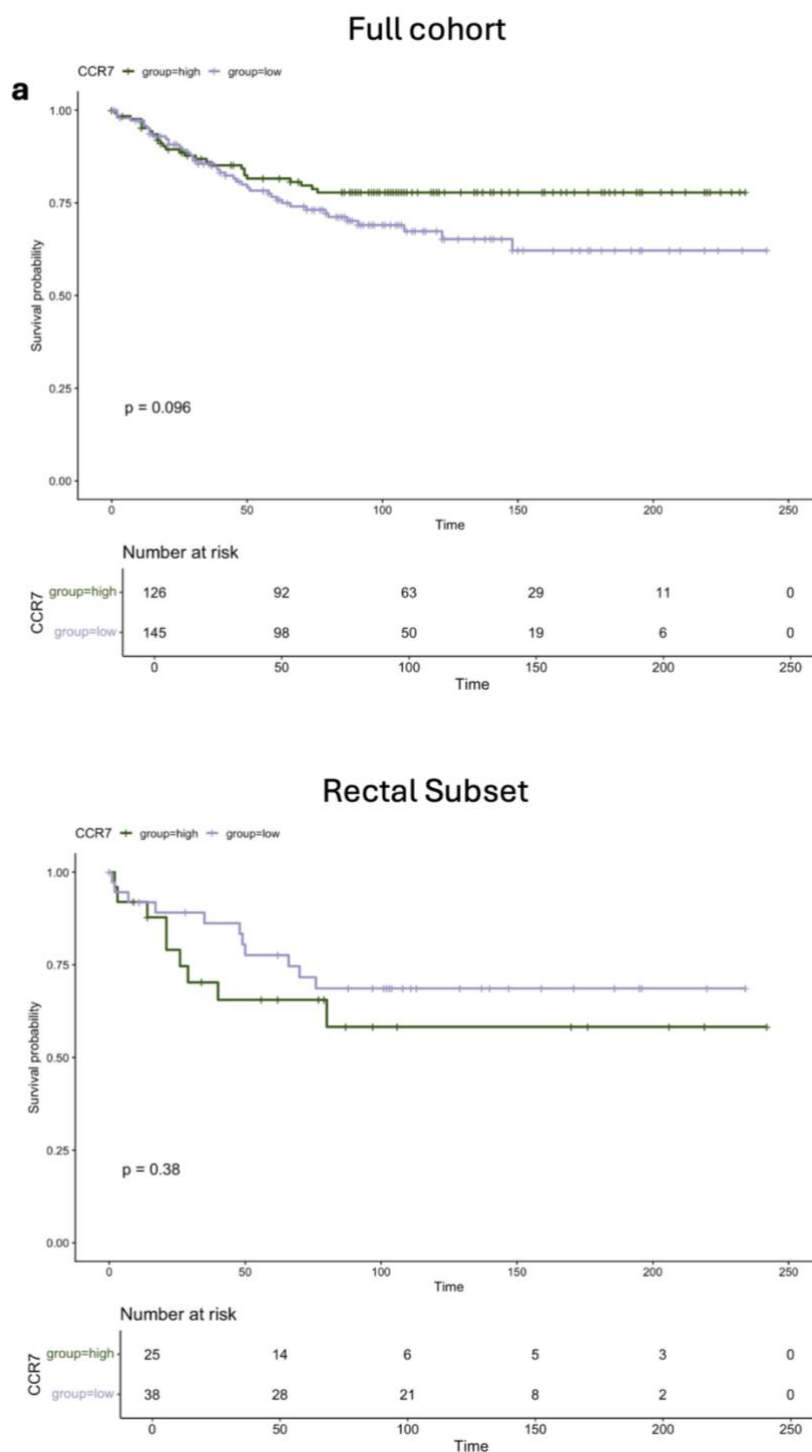 Full cohort
a
CCR7 group=high group=low
1.00
0.75
0.50
0.25
0.00
Survival probability
p = 0.096
0 50 100 150 200 250
Time
Number at risk
CCR7
group=high 126 92 63 29 11 0
group=low 145 98 50 19 6 0
0 50 100 150 200 250
Time
Rectal Subset
CCR7 group=high group=low
1.00
0.75
0.50
0.25
0.00
Survival probability
p = 0.38
0 50 100 150 200 250
Time
Number at risk
CCR7
group=high 25 14 6 5 3 0
group=low 38 28 21 8 2 0
0 50 100 150 200 250
Time